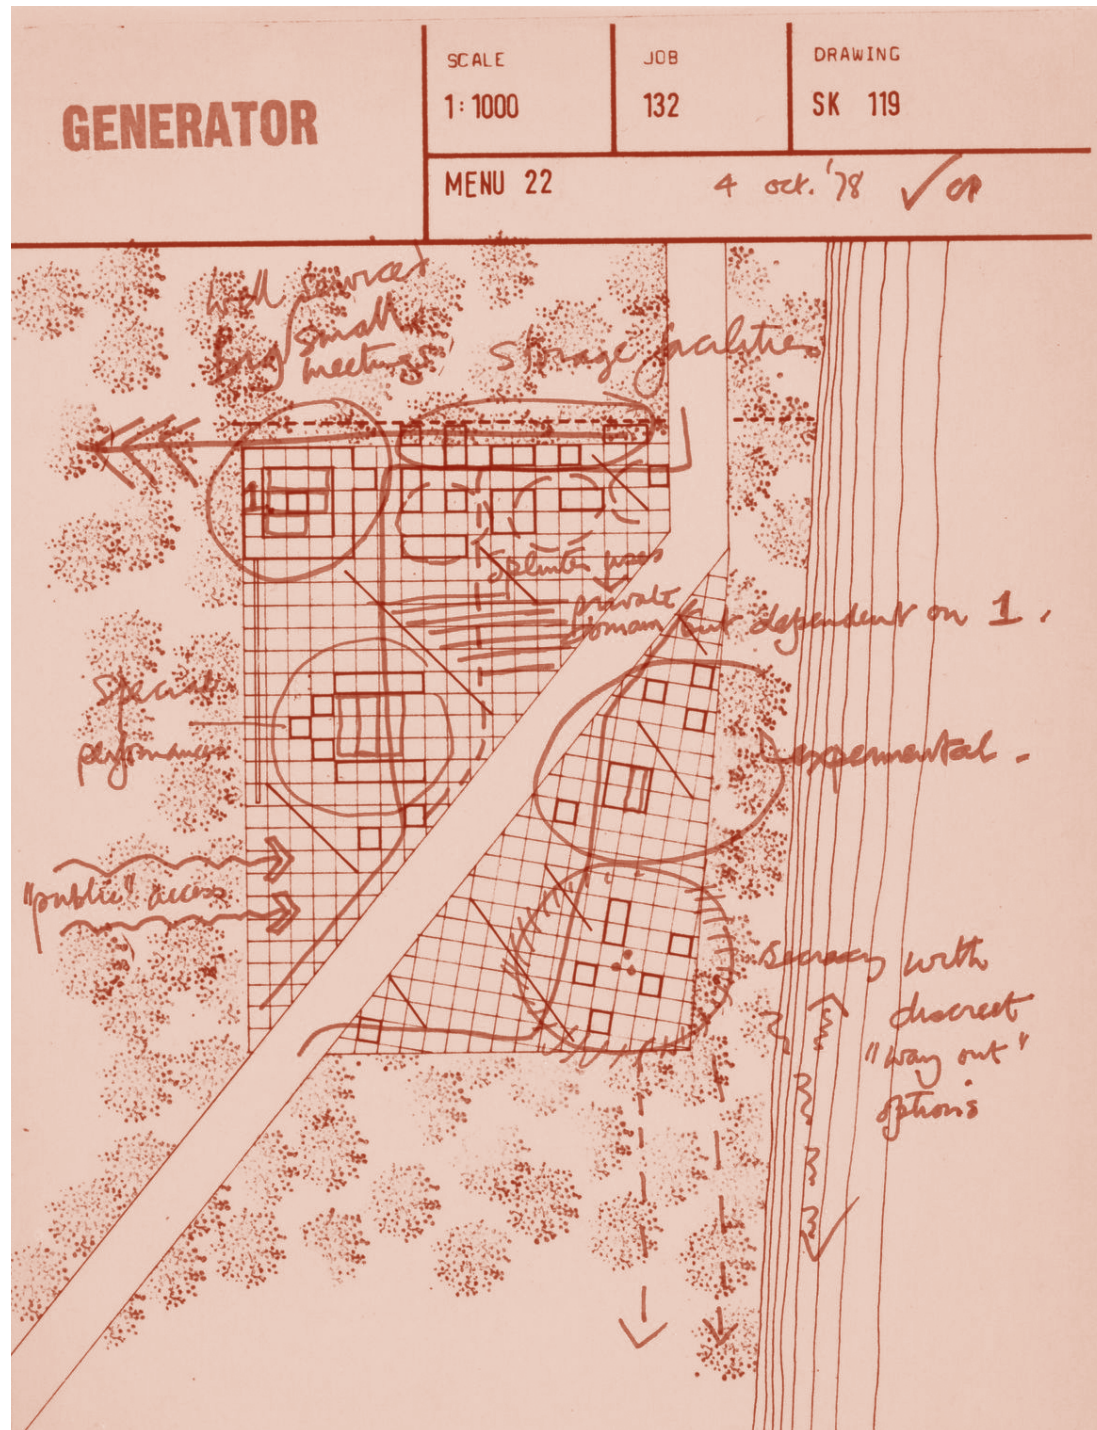 GENERATOR
SCALE
1:1000
JOB
132
DRAWING
SK 119
MENU 22
4 oct. '78
well serviced
small
meetings
storage facilities
splinter uses
private
domain but dependent on 1.
1
special
performances
experimental.
"public" access
secrecy with
discreet
"way out"
options